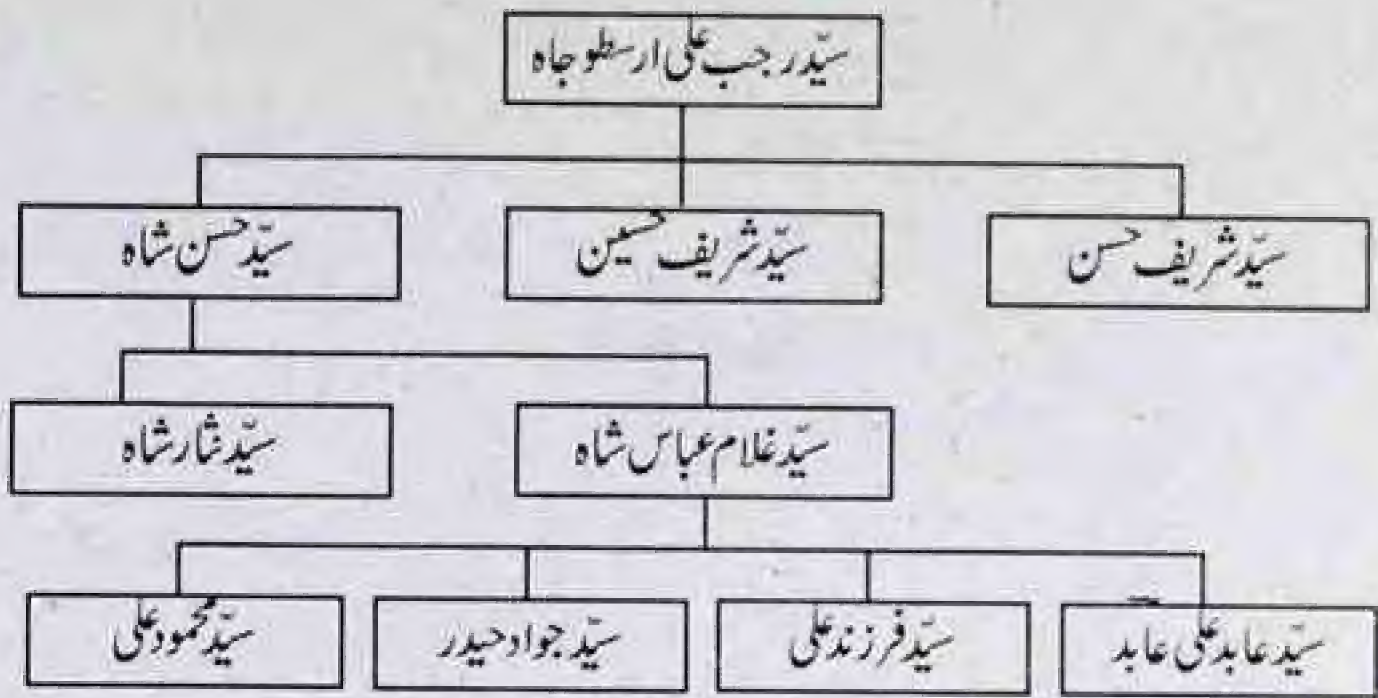 سیّد رجب علی ارسطو جاہ
سیّد شریف حسن
سیّد شریف حسین
سیّد حسن شاہ
سیّد غلام عباس شاہ
سیّد نثار شاہ
سیّد عابد علی عابد
سیّد فرزند علی
سیّد جواد حیدر
سیّد محمود علی